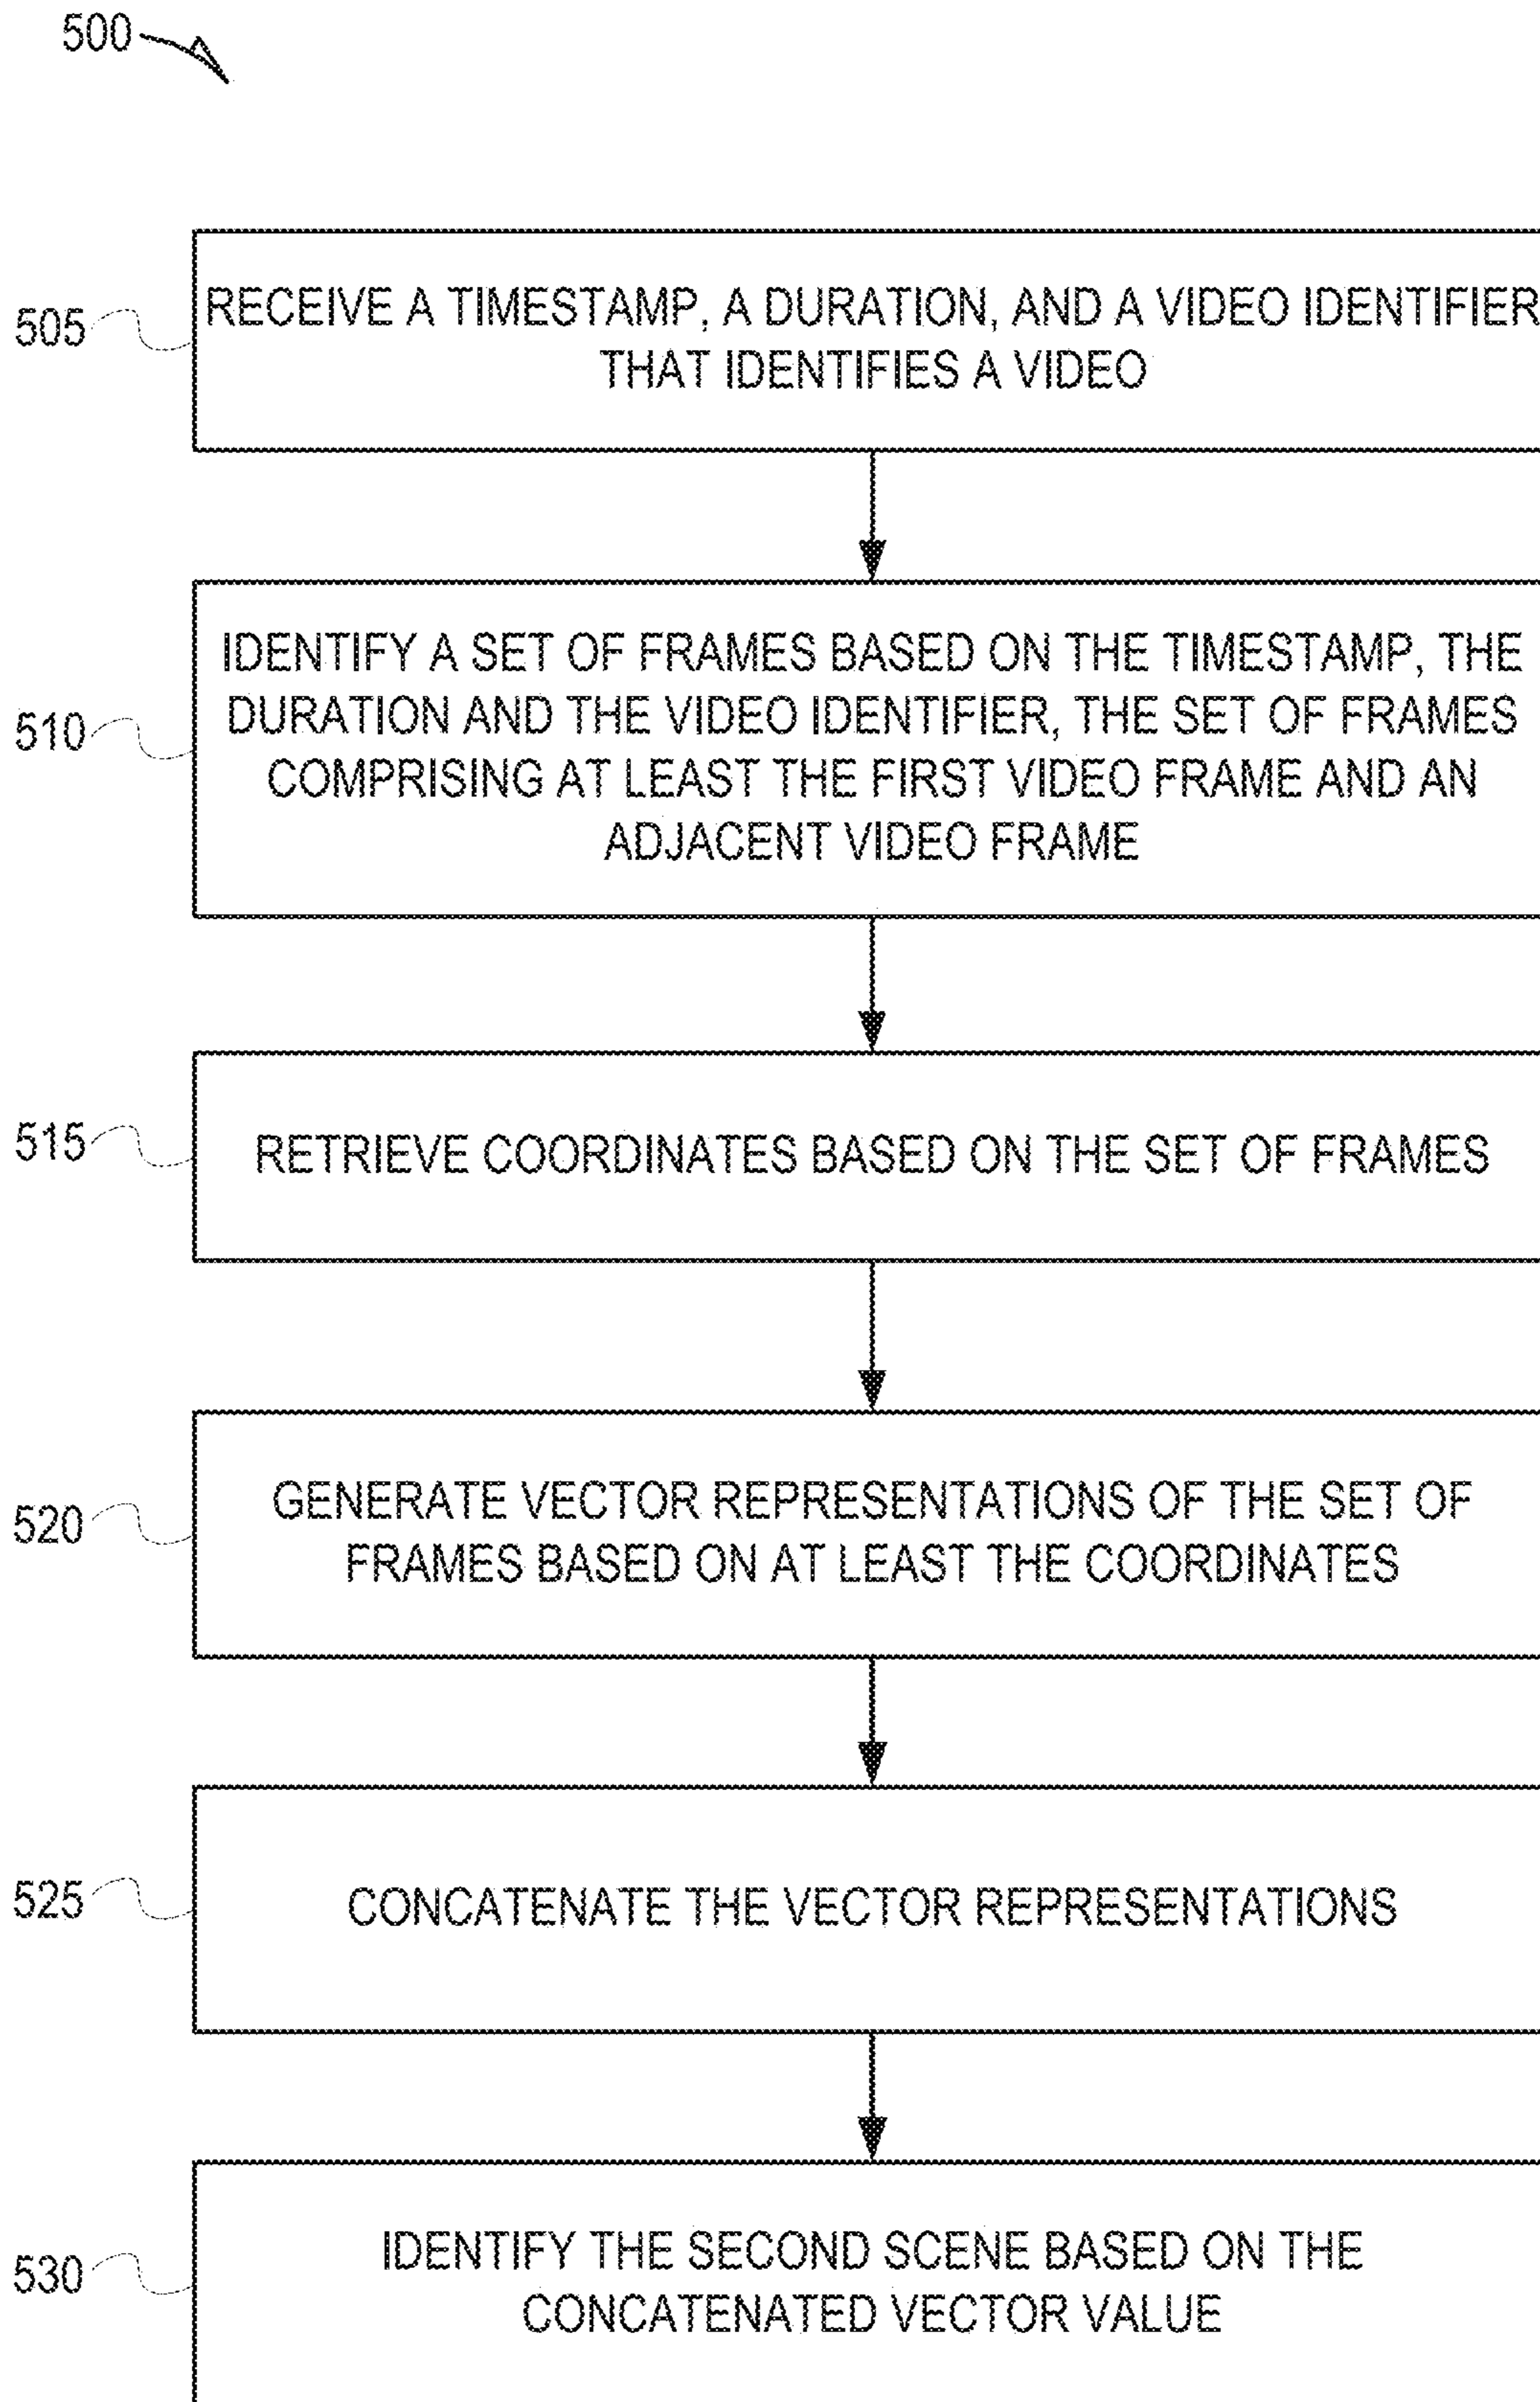 500
505
RECEIVE A TIMESTAMP, A DURATION, AND A VIDEO IDENTIFIER
THAT IDENTIFIES A VIDEO
510
IDENTIFY A SET OF FRAMES BASED ON THE TIMESTAMP, THE
DURATION AND THE VIDEO IDENTIFIER, THE SET OF FRAMES
COMPRISING AT LEAST THE FIRST VIDEO FRAME AND AN
ADJACENT VIDEO FRAME
515
RETRIEVE COORDINATES BASED ON THE SET OF FRAMES
520
GENERATE VECTOR REPRESENTATIONS OF THE SET OF
FRAMES BASED ON AT LEAST THE COORDINATES
525
CONCATENATE THE VECTOR REPRESENTATIONS
530
IDENTIFY THE SECOND SCENE BASED ON THE
CONCATENATED VECTOR VALUE